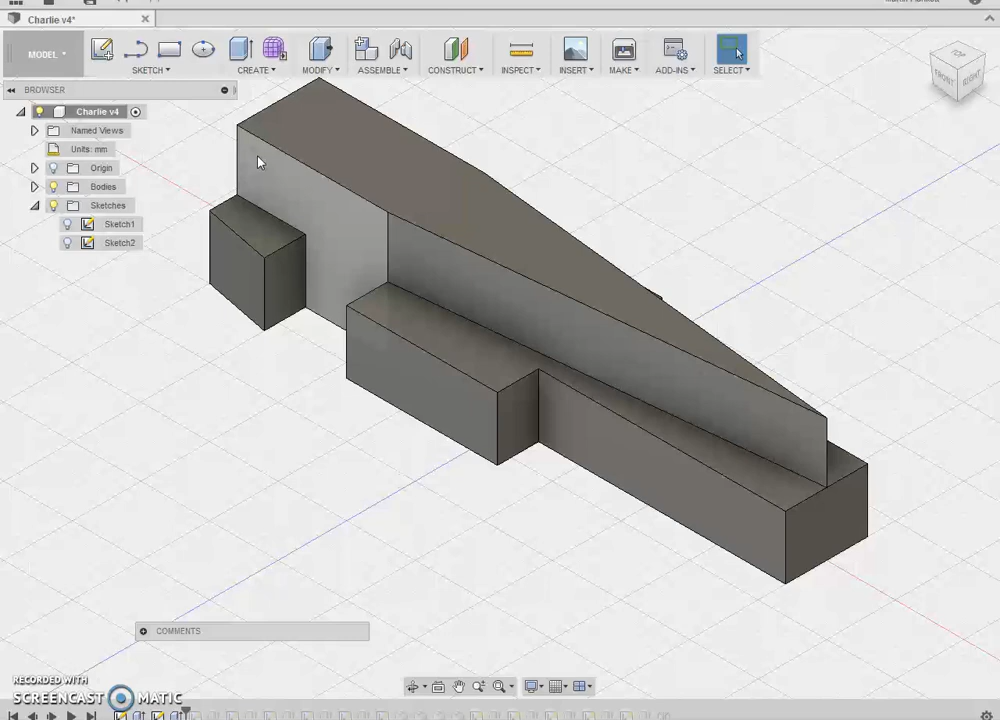 Charlie v4*
MODEL
SKETCH
CREATE
MODIFY
ASSEMBLE
CONSTRUCT
INSPECT
INSERT
MAKE
ADD-INS
SELECT
TOP
FRONT
RIGHT
BROWSER
Charlie v4
Named Views
Units: mm
Origin
Bodies
Sketches
Sketch1
Sketch2
COMMENTS
RECORDED WITH
SCREENCAST MATIC